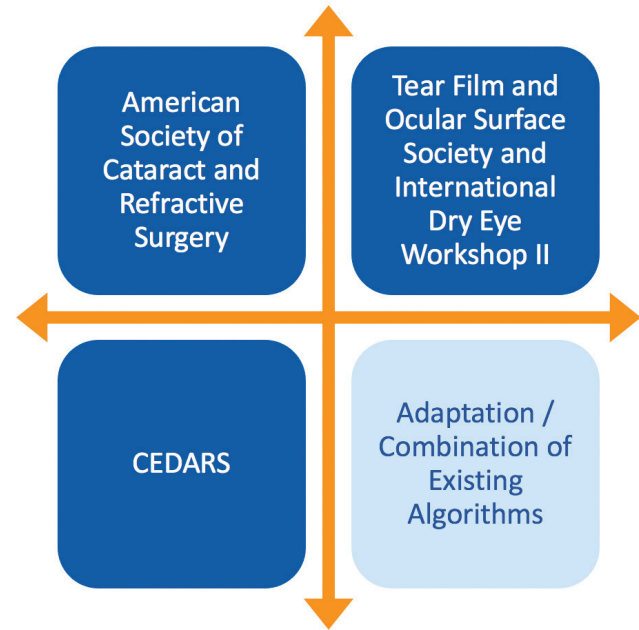 American
Society of
Cataract and
Refractive
Surgery
Tear Film and
Ocular Surface
Society and
International
Dry Eye
Workshop II
CEDARS
Adaptation /
Combination of
Existing
Algorithms